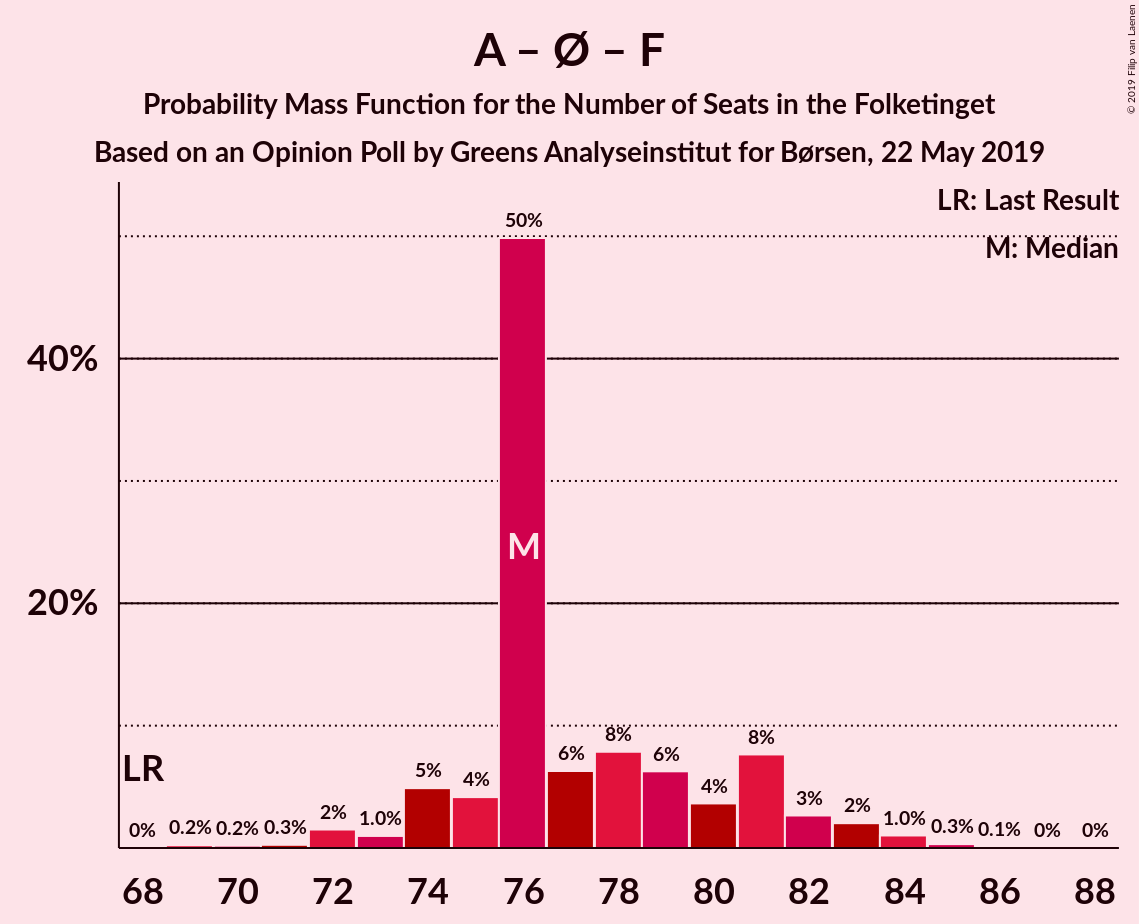 A – Ø – F
Probability Mass Function for the Number of Seats in the Folketinget
Based on an Opinion Poll by Greens Analyseinstitut for Børsen, 22 May 2019
© 2019 Filip van Laenen
LR: Last Result
M: Median
40%
20%
LR
0%
0.2%
0.2%
0.3%
2%
1.0%
5%
4%
50%
M
6%
8%
6%
4%
8%
3%
2%
1.0%
0.3%
0.1%
0%
0%
68 70 72 74 76 78 80 82 84 86 88